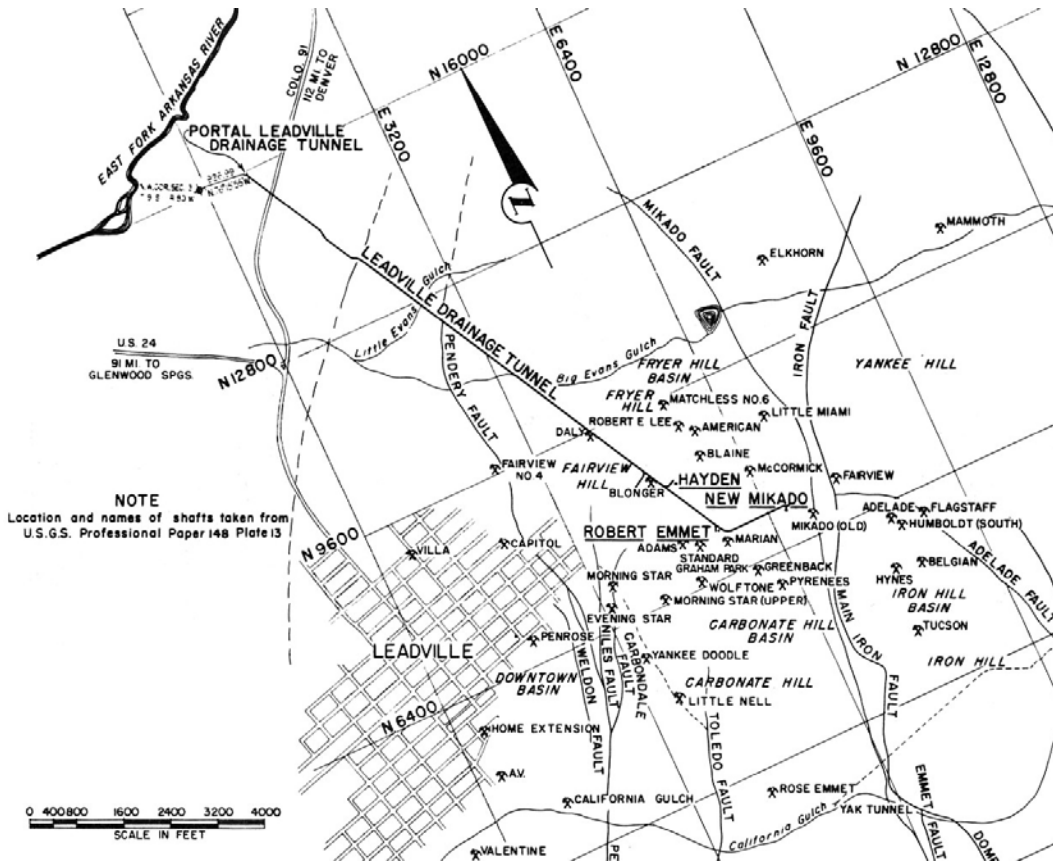 EAST FORK ARKANSAS RIVER
COLO. 91
112 MI. TO
DENVER
N 16000
E 6400
N 12800
E 12800
PORTAL LEADVILLE
DRAINAGE TUNNEL
E 3200
E 9600
MIKADO FAULT
MAMMOTH
ELKHORN
LEADVILLE DRAINAGE TUNNEL
Little Evans Gulch
IRON FAULT
U.S. 24
91 MI. TO
GLENWOOD SPGS.
N 12800
PENDERY FAULT
Big Evans Gulch
FRYER HILL
BASIN
YANKEE HILL
FRYER
HILL
MATCHLESS NO.6
LITTLE MIAMI
ROBERT E LEE
AMERICAN
DALY
BLAINE
FAIRVIEW
NO 4
FAIRVIEW
HILL
McCORMICK
FAIRVIEW
BLONGER
HAYDEN
NEW MIKADO
NOTE
Location and names of shafts taken from
U.S.G.S. Professional Paper 148 Plate 13
ADELADE
FLAGSTAFF
MIKADO (OLD)
HUMBOLDT (SOUTH)
ROBERT EMMET
N 9600
VILLA
CAPITOL
ADAMS
MARIAN
STANDARD
ADELADE FAULT
GRAHAM PARK
GREENBACK
BELGIAN
HYNES
MORNING STAR
WOLFTONE
PYRENEES
IRON HILL
BASIN
MORNING STAR (UPPER)
EVENING STAR
CARBONATE HILL
BASIN
MAIN IRON FAULT
TUCSON
PENROSE
LEADVILLE
WELDON FAULT
NILES FAULT
CARBONDALE
FAULT
YANKEE DOODLE
IRON HILL
DOWNTOWN
BASIN
CARBONATE HILL
LITTLE NELL
N 6400
HOME EXTENSION
TOLEDO FAULT
A.V.
EMMET FAULT
ROSE EMMET
CALIFORNIA GULCH
California Gulch
YAK TUNNEL
0 400 800 1600 2400 4000
SCALE IN FEET
VALENTINE
PE
DOME